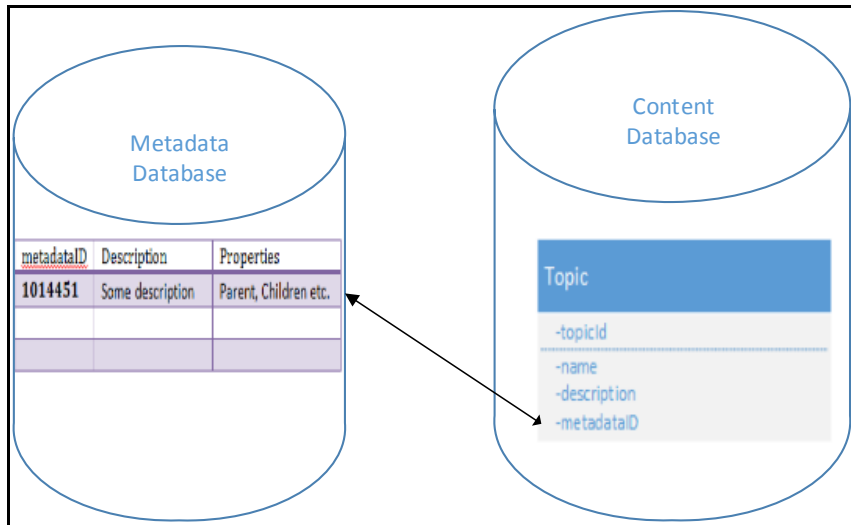 Metadata
Database
metadataID Description Properties
1014451 Some description Parent, Children etc.
Content
Database
Topic
-topicId
-name
-description
-metadataID